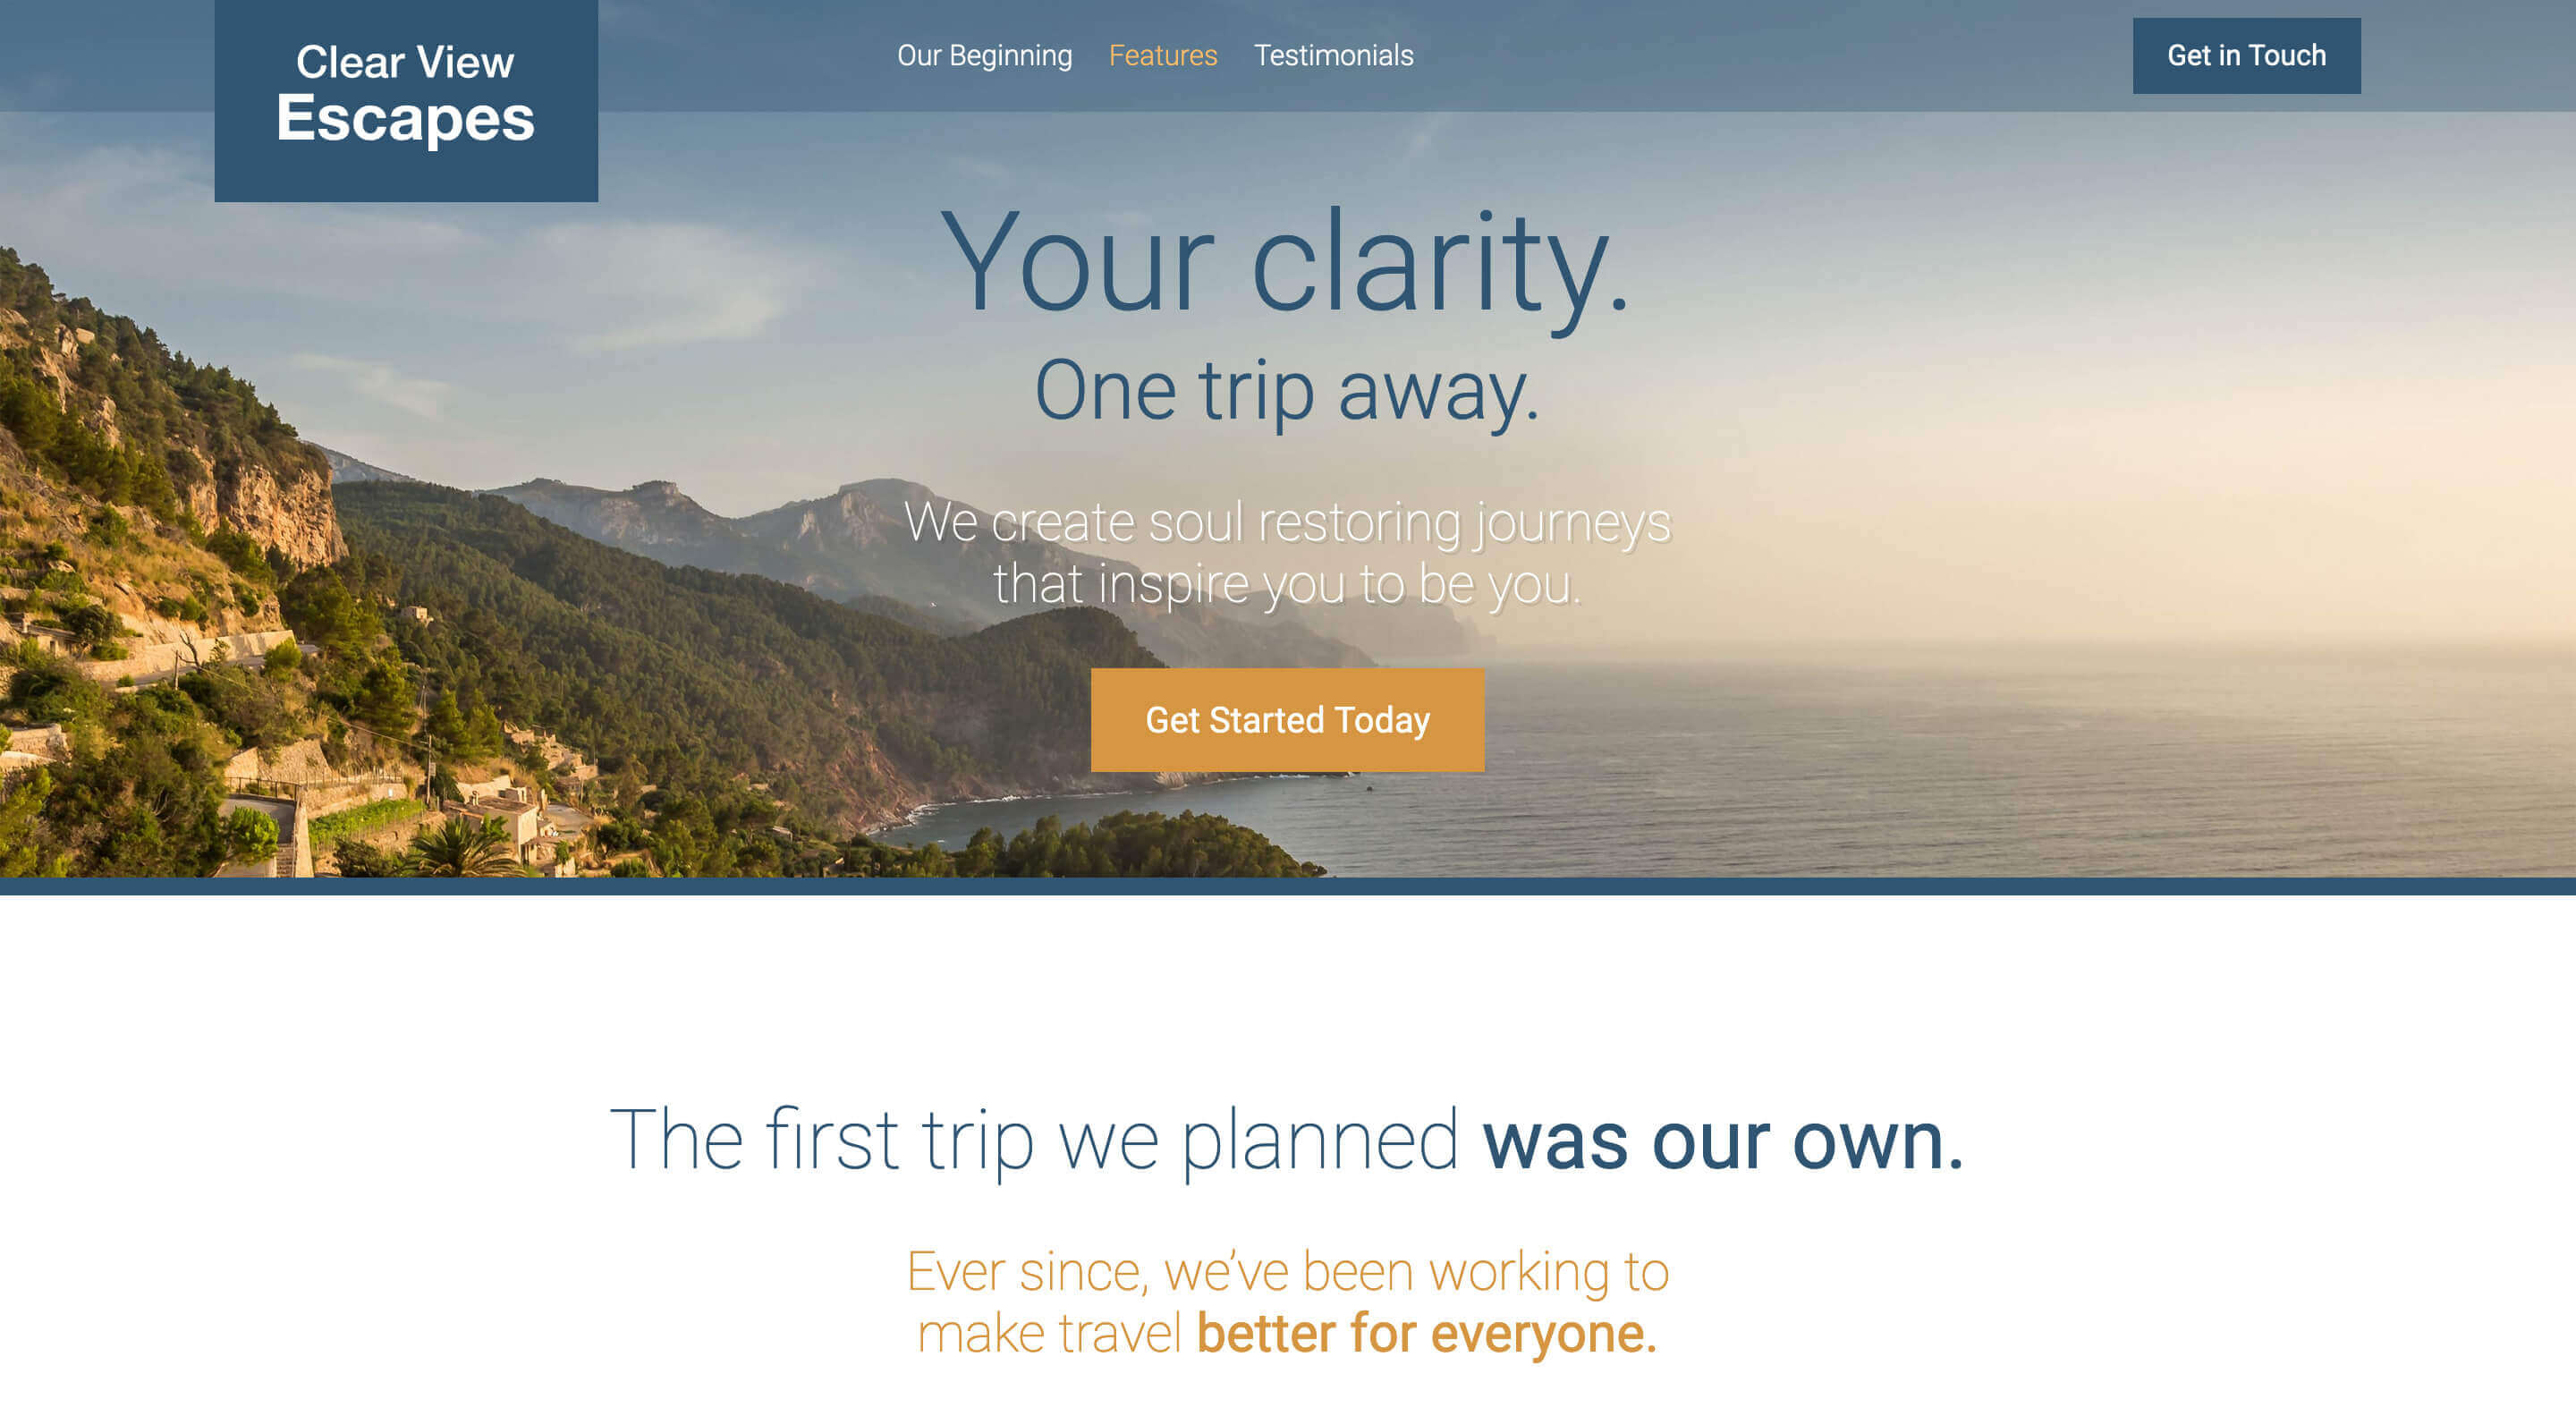 Clear View
Escapes
Our Beginning
Features
Testimonials
Get in Touch
Your clarity.
One trip away.
We create soul restoring journeys
that inspire you to be you.
Get Started Today
The first trip we planned was our own.
Ever since, we’ve been working to
make travel better for everyone.